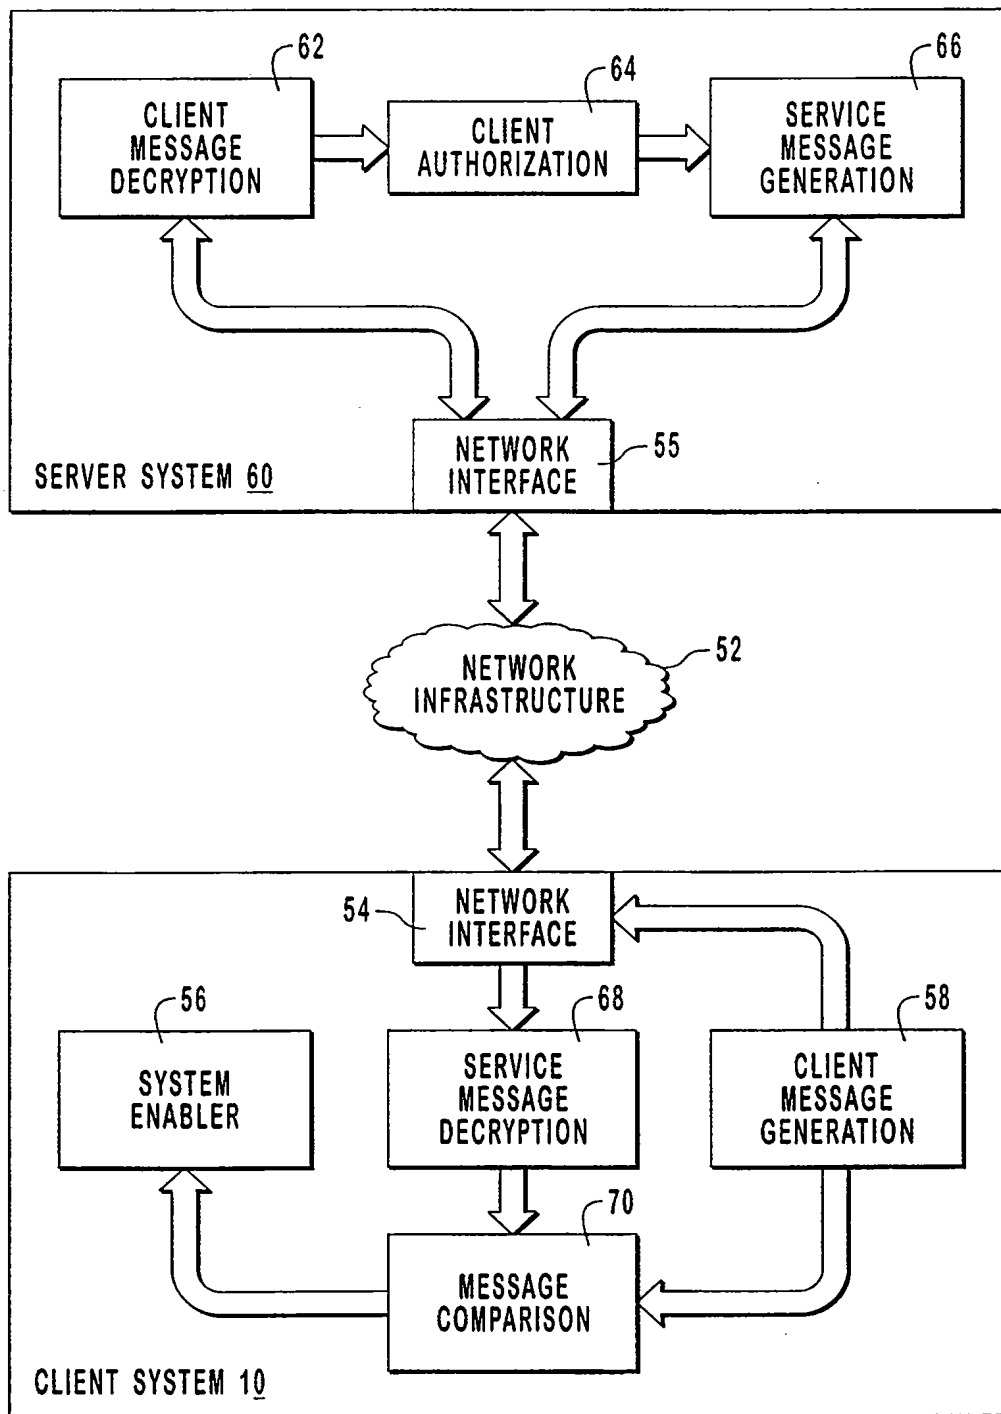 62
CLIENT
MESSAGE
DECRYPTION
64
CLIENT
AUTHORIZATION
66
SERVICE
MESSAGE
GENERATION
NETWORK
INTERFACE
55
SERVER SYSTEM 60
NETWORK
INFRASTRUCTURE
52
54
NETWORK
INTERFACE
56
SYSTEM
ENABLER
68
SERVICE
MESSAGE
DECRYPTION
58
CLIENT
MESSAGE
GENERATION
70
MESSAGE
COMPARISON
CLIENT SYSTEM 10